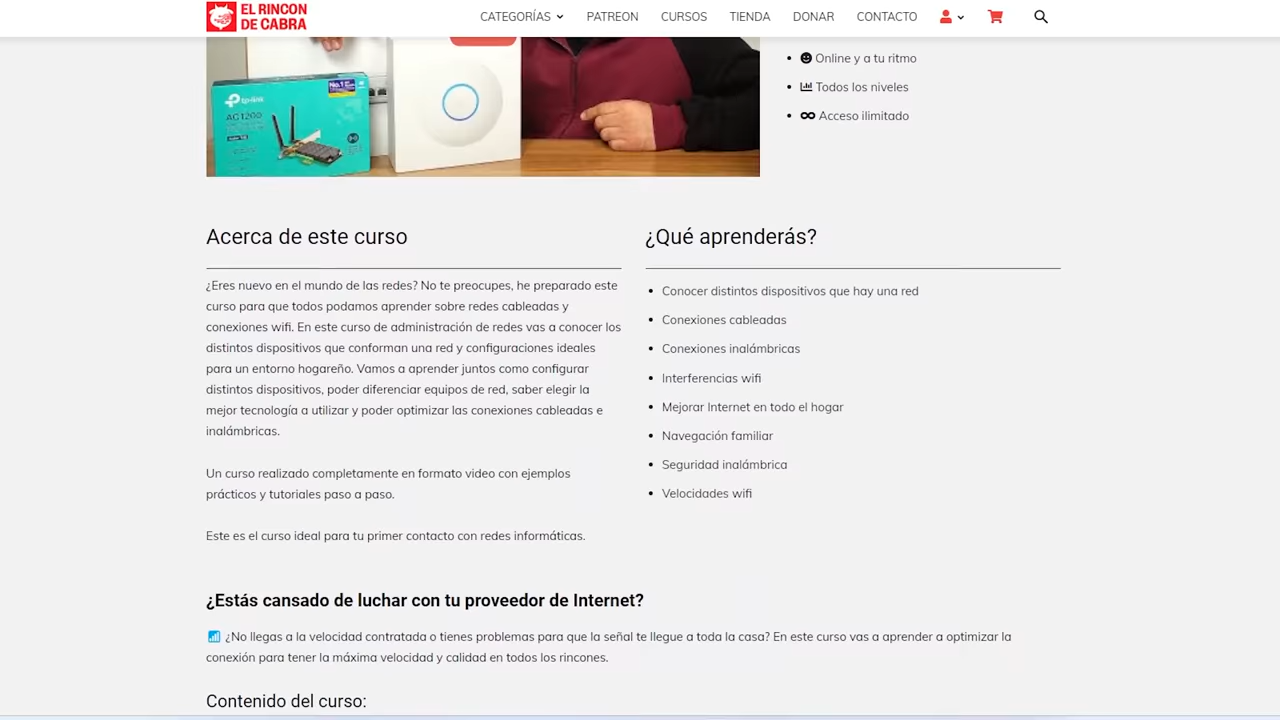 EL RINCON
DE CABRA
CATEGORÍAS
PATREON
CURSOS
TIENDA
DONAR
CONTACTO
tp-link
AC1200
No.1
Online y a tu ritmo
Todos los niveles
Acceso ilimitado
Acerca de este curso
¿Eres nuevo en el mundo de las redes? No te preocupes, he preparado este
curso para que todos podamos aprender sobre redes cableadas y
conexiones wifi. En este curso de administración de redes vas a conocer los
distintos dispositivos que conforman una red y configuraciones ideales
para un entorno hogareño. Vamos a aprender juntos como configurar
distintos dispositivos, poder diferenciar equipos de red, saber elegir la
mejor tecnología a utilizar y poder optimizar las conexiones cableadas e
inalámbricas.
Un curso realizado completamente en formato video con ejemplos
prácticos y tutoriales paso a paso.
Este es el curso ideal para tu primer contacto con redes informáticas.
¿Qué aprenderás?
Conocer distintos dispositivos que hay una red
Conexiones cableadas
Conexiones inalámbricas
Interferencias wifi
Mejorar Internet en todo el hogar
Navegación familiar
Seguridad inalámbrica
Velocidades wifi
¿Estás cansado de luchar con tu proveedor de Internet?
¿No llegas a la velocidad contratada o tienes problemas para que la señal te llegue a toda la casa? En este curso vas a aprender a optimizar la
conexión para tener la máxima velocidad y calidad en todos los rincones.
Contenido del curso: